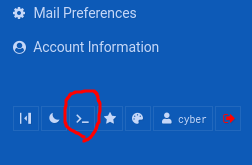 Mail Preferences
Account Information
cyber